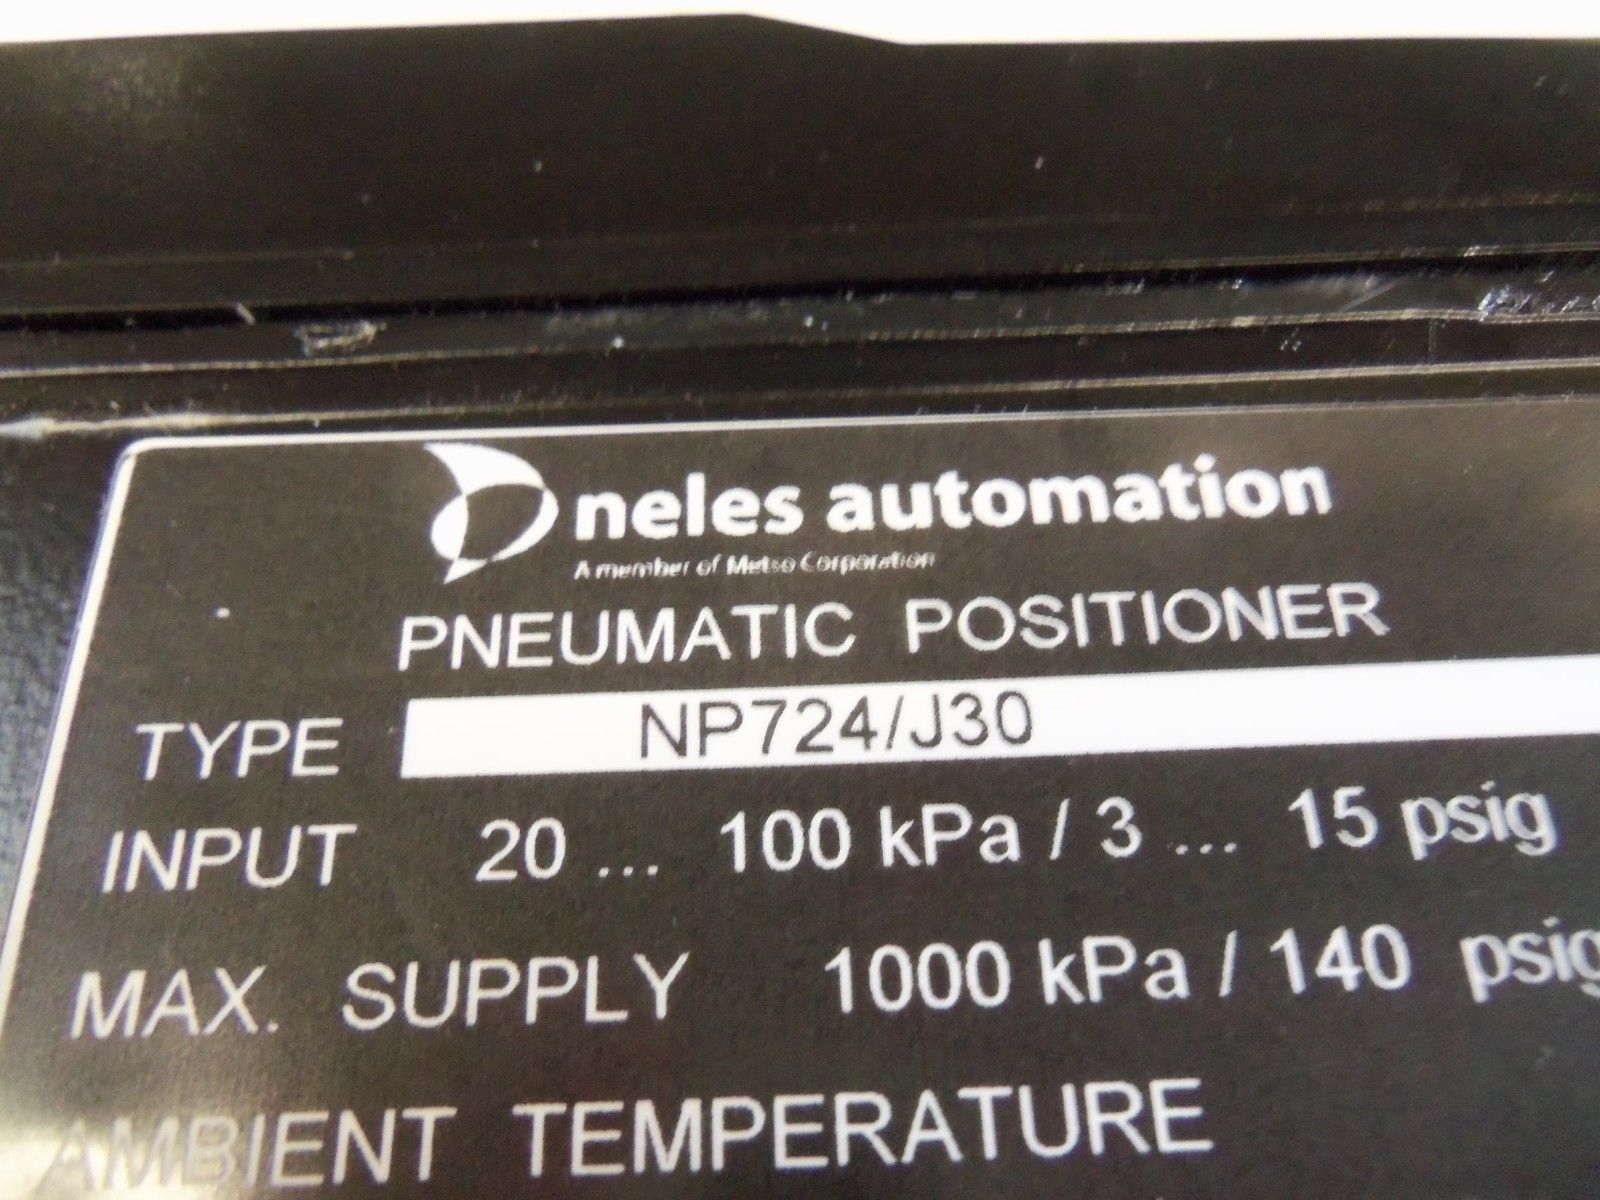 neles automation
A member of Metso Corporation
PNEUMATIC POSITIONER
TYPE NP724/J30
INPUT 20 ... 100 kPa / 3 ... 15 psig
MAX. SUPPLY 1000 kPa / 140 psig
AMBIENT TEMPERATURE